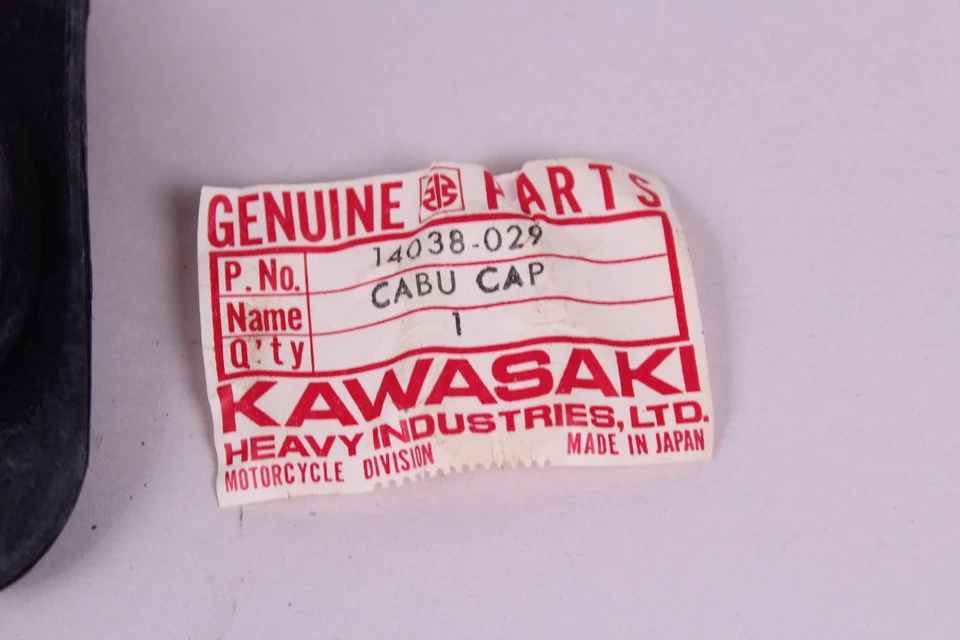 GENUINE PARTS
P. No. 14038-029
Name CABU CAP
Q'ty 1
KAWASAKI
HEAVY INDUSTRIES, LTD.
MOTORCYCLE DIVISION MADE IN JAPAN